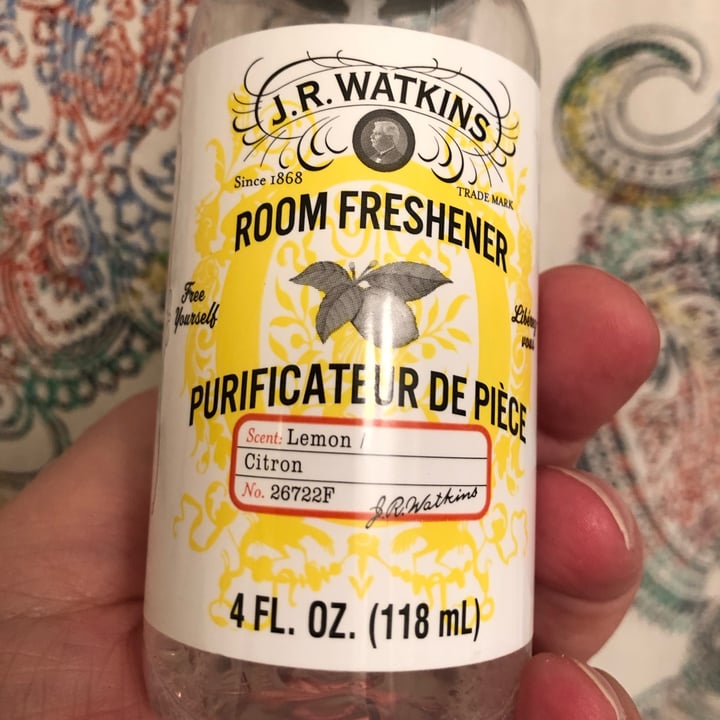 J.R. WATKINS
Since 1868
TRADE MARK
ROOM FRESHENER
Free
Yourself
vous
PURIFICATEUR DE PIÈCE
Scent: Lemon /
Citron
No. 26722F
J.R. Watkins
4 FL. OZ. (118 mL)